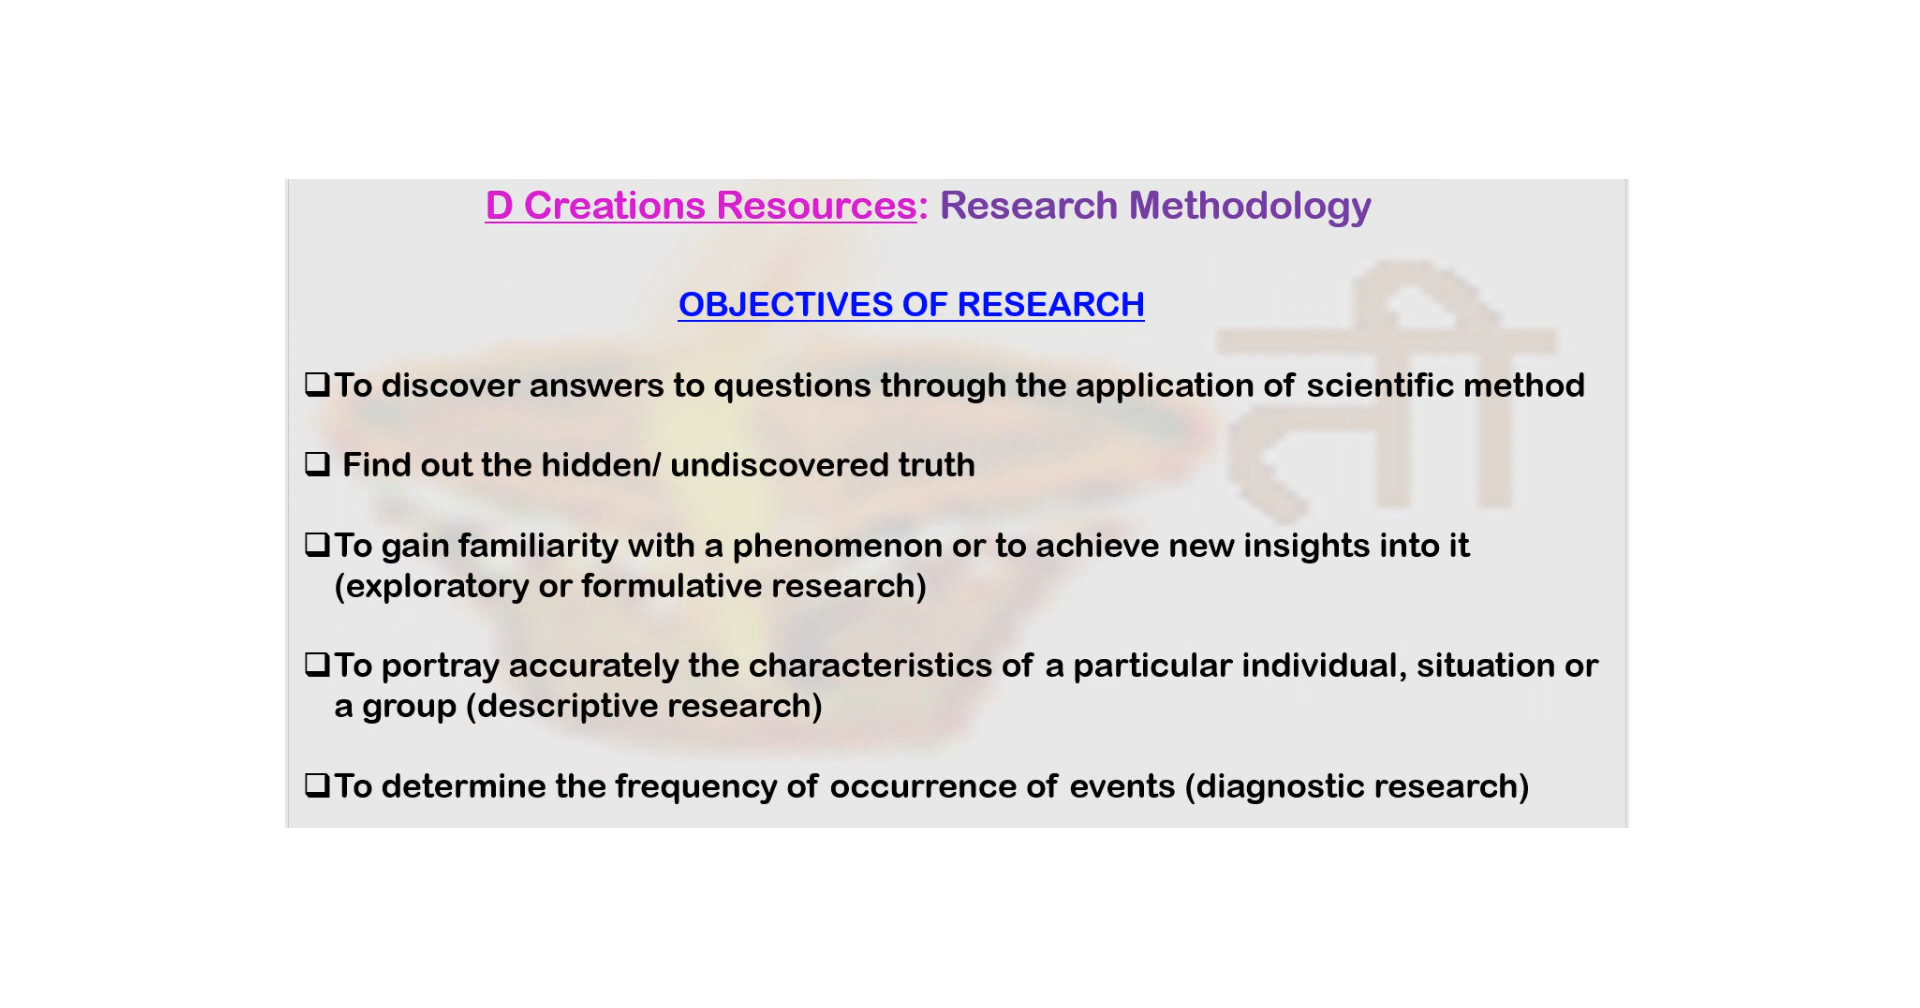 D Creations Resources: Research Methodology
OBJECTIVES OF RESEARCH
❑To discover answers to questions through the application of scientific method
❑ Find out the hidden/ undiscovered truth
❑To gain familiarity with a phenomenon or to achieve new insights into it
(exploratory or formulative research)
❑To portray accurately the characteristics of a particular individual, situation or
a group (descriptive research)
❑To determine the frequency of occurrence of events (diagnostic research)
ती